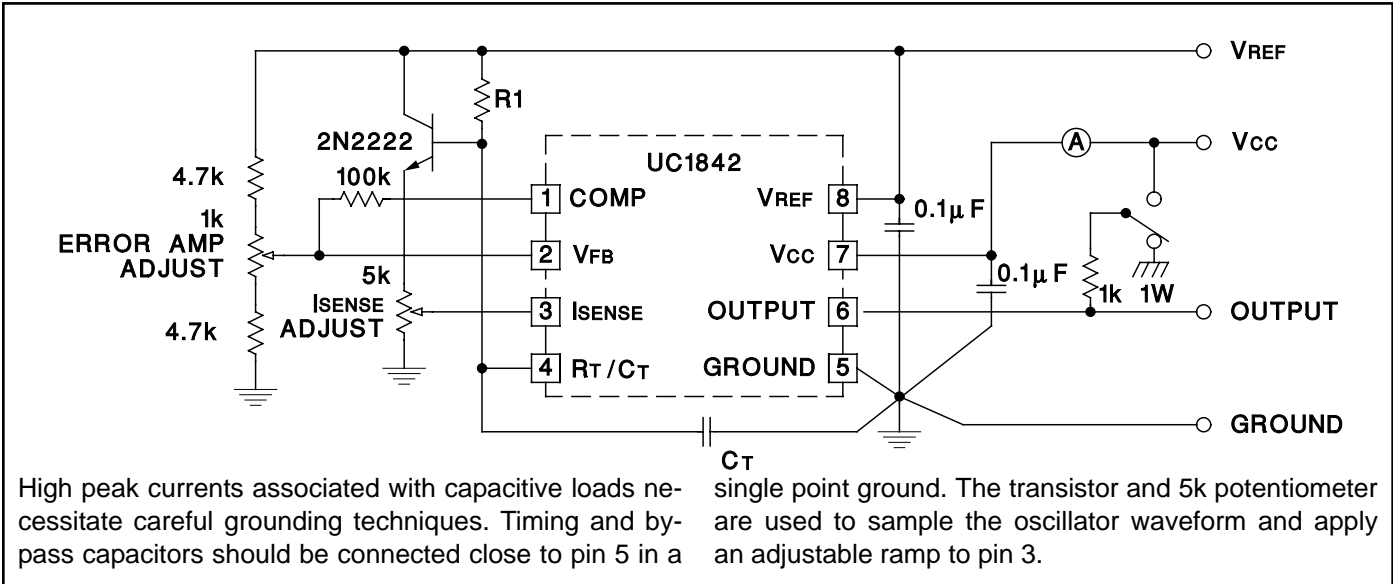 VREF
R1
2N2222
UC1842
A
VCC
4.7k
100k
1 COMP
VREF 8
0.1µ F
1k
ERROR AMP
ADJUST
2 VFB
VCC 7
0.1µ F
5k
ISENSE
ADJUST
3 ISENSE
OUTPUT 6
1k
1W
OUTPUT
4.7k
4 RT /CT
GROUND 5
GROUND
CT
High peak currents associated with capacitive loads ne-
cessitate careful grounding techniques. Timing and by-
pass capacitors should be connected close to pin 5 in a
single point ground. The transistor and 5k potentiometer
are used to sample the oscillator waveform and apply
an adjustable ramp to pin 3.